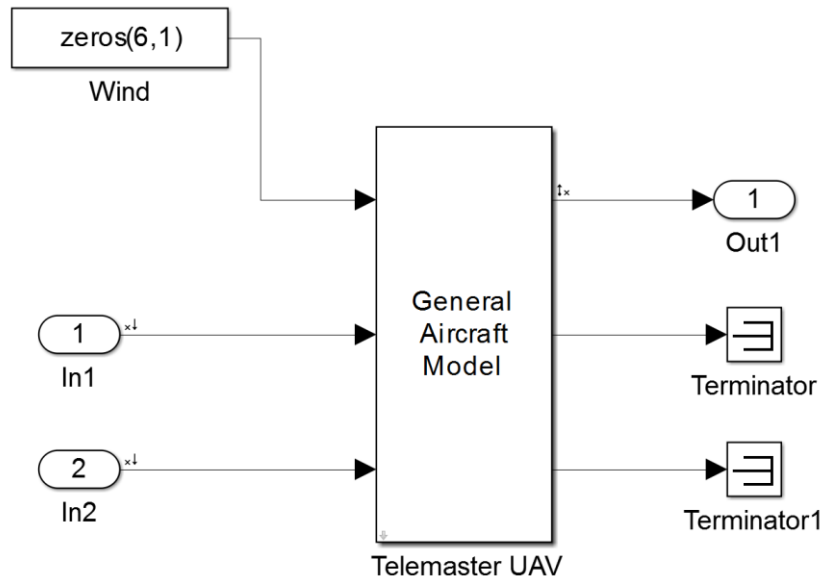 zeros(6,1)
Wind
General
Aircraft
Model
1
Out1
1
In1
Terminator
2
In2
Terminator1
Telemaster UAV